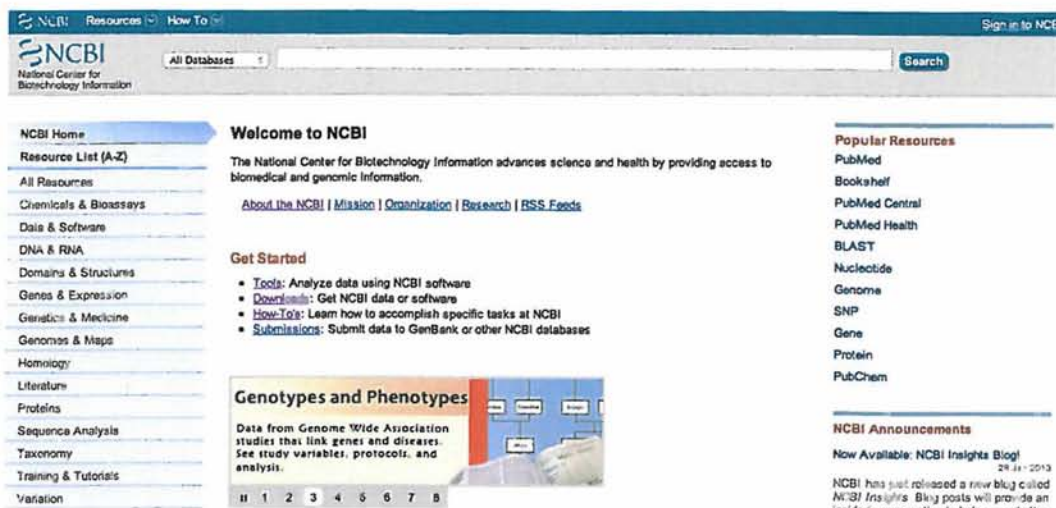 NCBI Resources How To Sign in to NCBI
NCBI
National Center for
Biotechnology Information
All Databases
Search
NCBI Home
Resource List (A-Z)
All Resources
Chemicals & Bioassays
Data & Software
DNA & RNA
Domains & Structures
Genes & Expression
Genetics & Medicine
Genomes & Maps
Homology
Literature
Proteins
Sequence Analysis
Taxonomy
Training & Tutorials
Variation
Welcome to NCBI
The National Center for Biotechnology Information advances science and health by providing access to
biomedical and genomic information.
About the NCBI | Mission | Organization | Research | RSS Feeds
Get Started
• Tools: Analyze data using NCBI software
• Downloads: Get NCBI data or software
• How-To's: Learn how to accomplish specific tasks at NCBI
• Submissions: Submit data to GenBank or other NCBI databases
Genotypes and Phenotypes
Data from Genome Wide Association
studies that link genes and diseases.
See study variables, protocols, and
analysis.
1 2 3 4 5 6 7 8
Popular Resources
PubMed
Bookshelf
PubMed Central
PubMed Health
BLAST
Nucleotide
Genome
SNP
Gene
Protein
PubChem
NCBI Announcements
Now Available: NCBI Insights Blog!
2013
NCBI has just released a new blog called
NCBI Insights. Blog posts will provide an